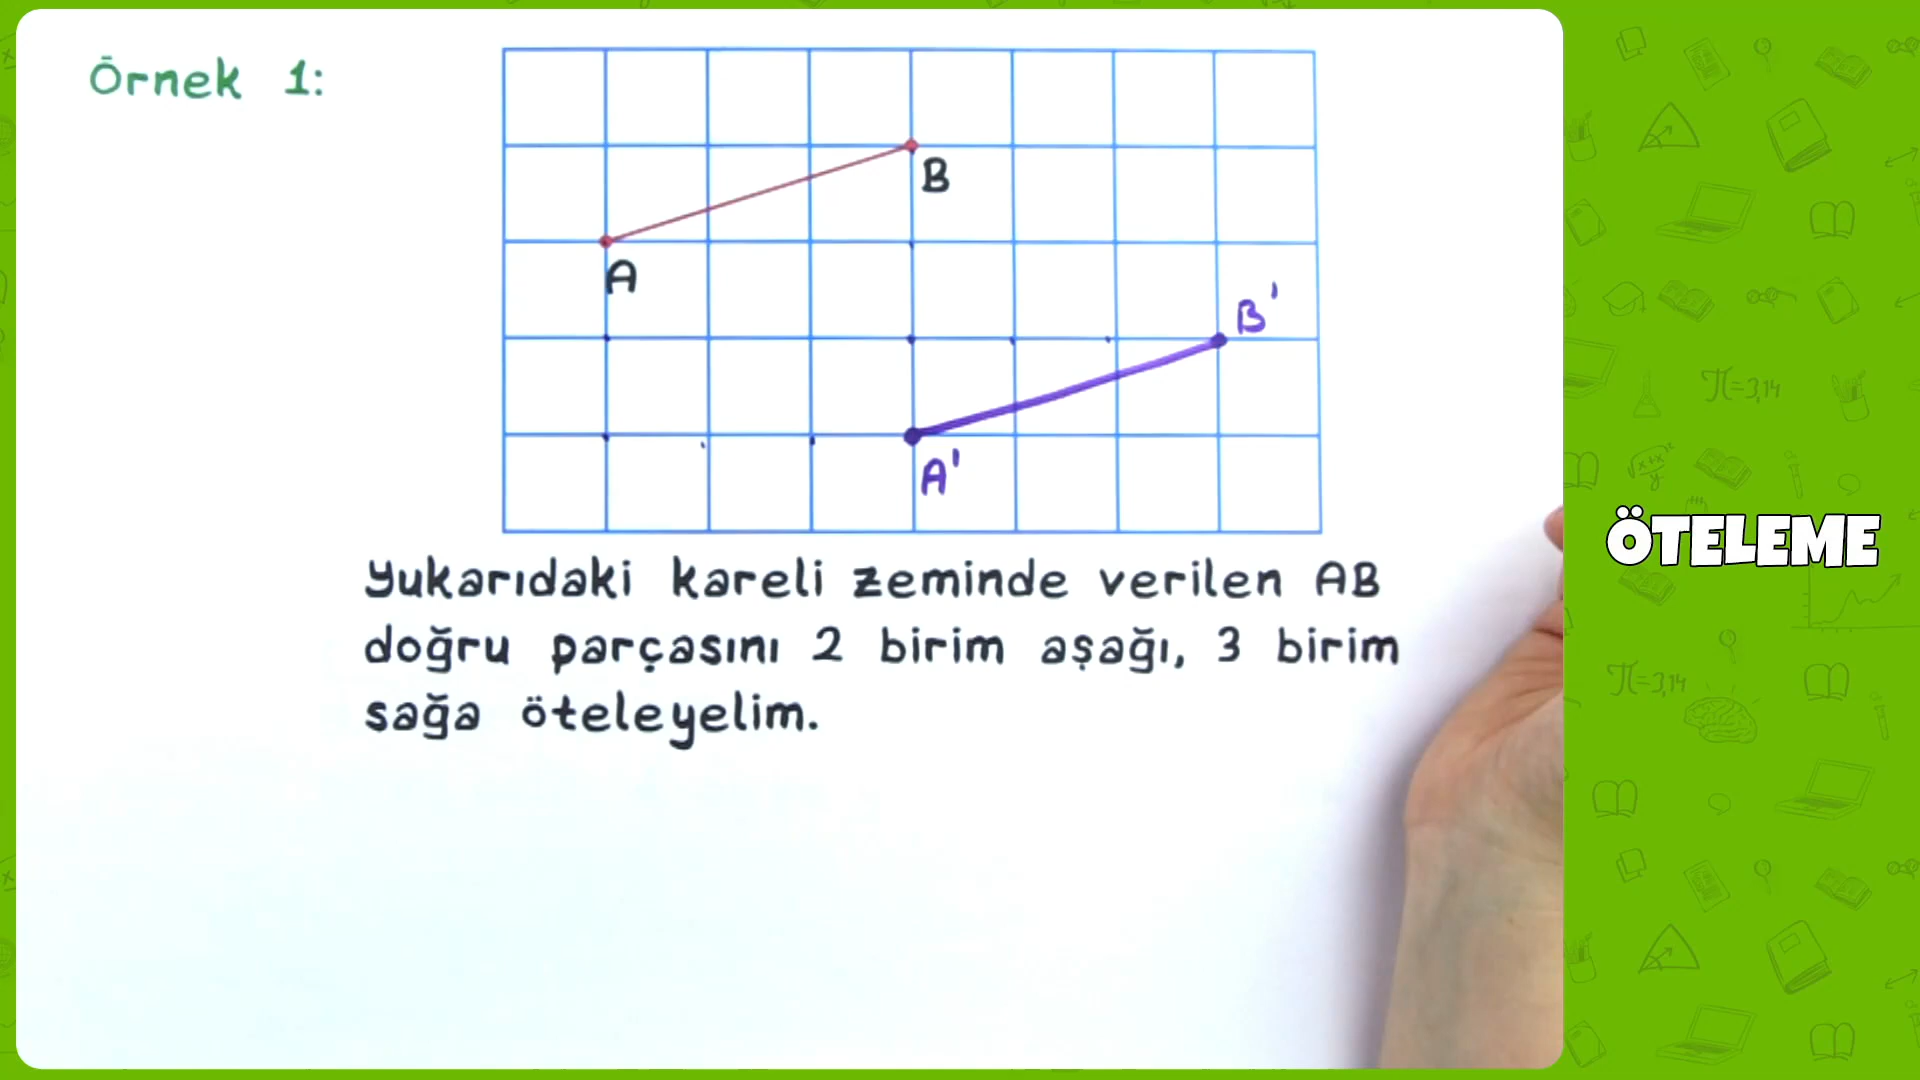 Örnek 1:
B
A
B'
A'
Yukarıdaki kareli zeminde verilen AB
doğru parçasını 2 birim aşağı, 3 birim
sağa öteleyelim.
ÖTELEME
π=3,14
π=3,14